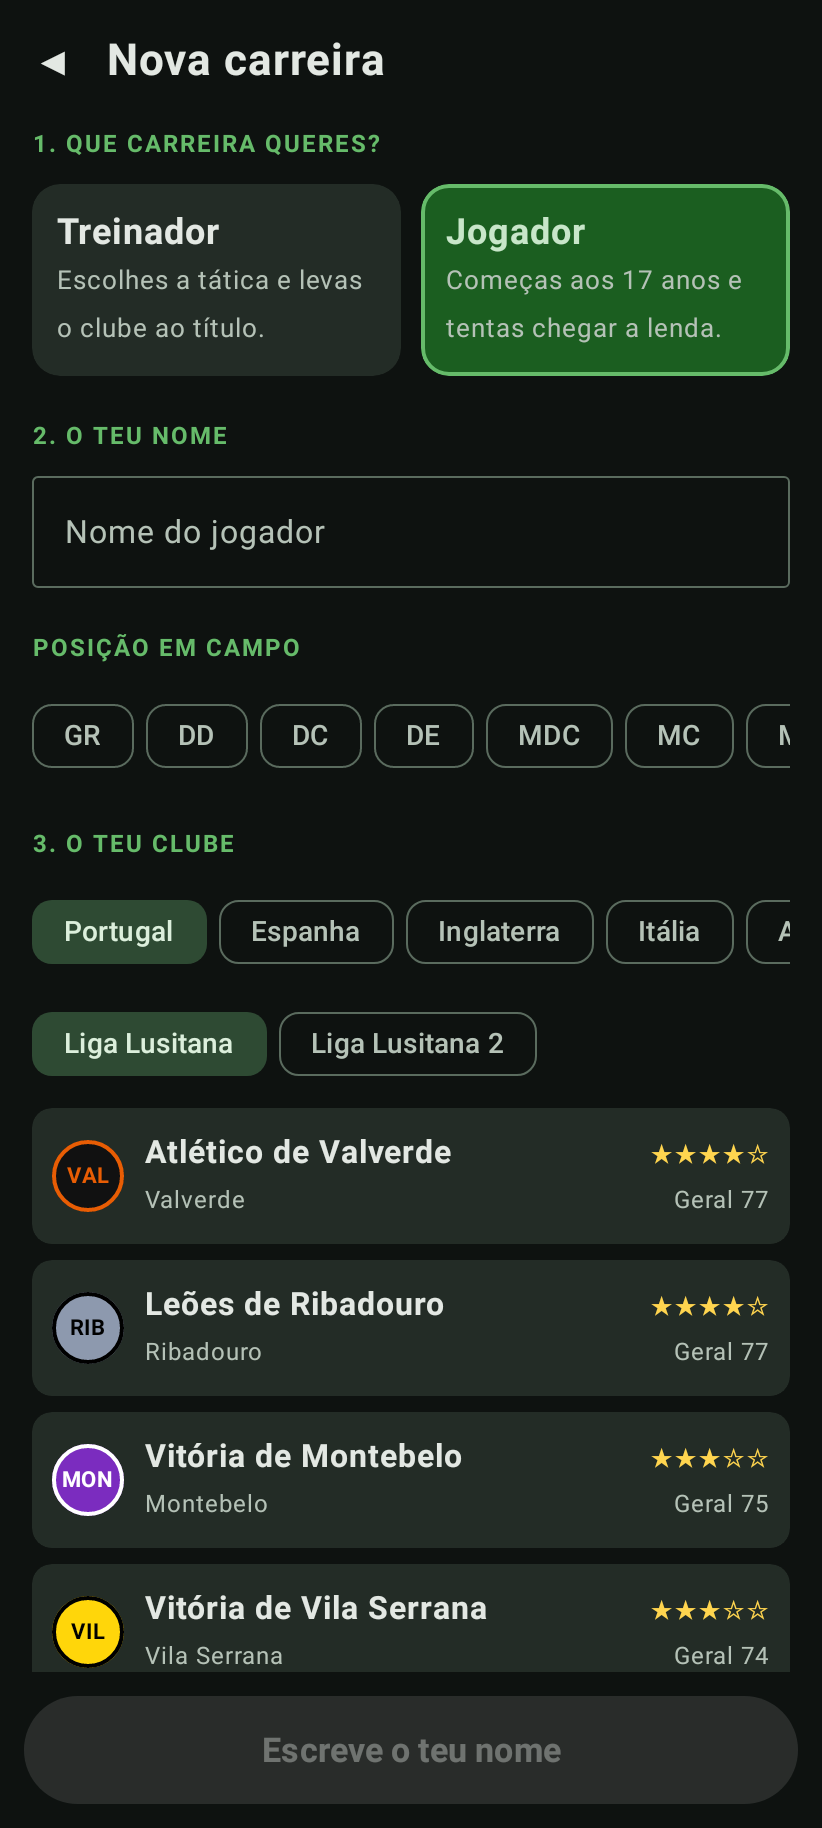 Nova carreira
1. QUE CARREIRA QUERES?
Treinador
Escolhes a tática e levas
o clube ao título.
Jogador
Começas aos 17 anos e
tentas chegar a lenda.
2. O TEU NOME
Nome do jogador
POSIÇÃO EM CAMPO
GR DD DC DE MDC MC
3. O TEU CLUBE
Portugal Espanha Inglaterra Itália
Liga Lusitana Liga Lusitana 2
VAL
Atlético de Valverde
★★★★☆
Valverde
Geral 77
RIB
Leões de Ribadouro
★★★★☆
Ribadouro
Geral 77
MON
Vitória de Montebelo
★★★☆☆
Montebelo
Geral 75
VIL
Vitória de Vila Serrana
★★★☆☆
Vila Serrana
Geral 74
Escreve o teu nome